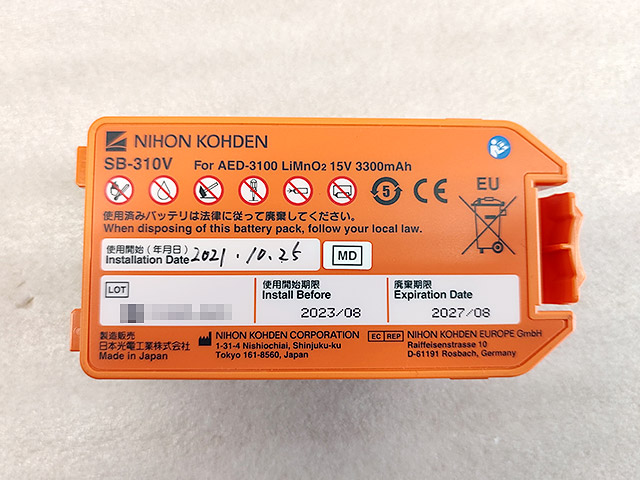 NIHON KOHDEN
SB-310V For AED-3100 LiMnO2 15V 3300mAh
5
CE
EU
使用済みバッテリは法律に従って廃棄してください。
When disposing of this battery pack, follow your local law.
使用開始(年月日)
Installation Date 2021.10.25
MD
LOT
使用開始期限
Install Before
2023/08
廃棄期限
Expiration Date
2027/08
製造販売
日本光電工業株式会社
Made in Japan
NIHON KOHDEN CORPORATION
1-31-4 Nishiochiai, Shinjuku-ku
Tokyo 161-8560, Japan
EC REP NIHON KOHDEN EUROPE GmbH
Raiffeisenstrasse 10
D-61191 Rosbach, Germany